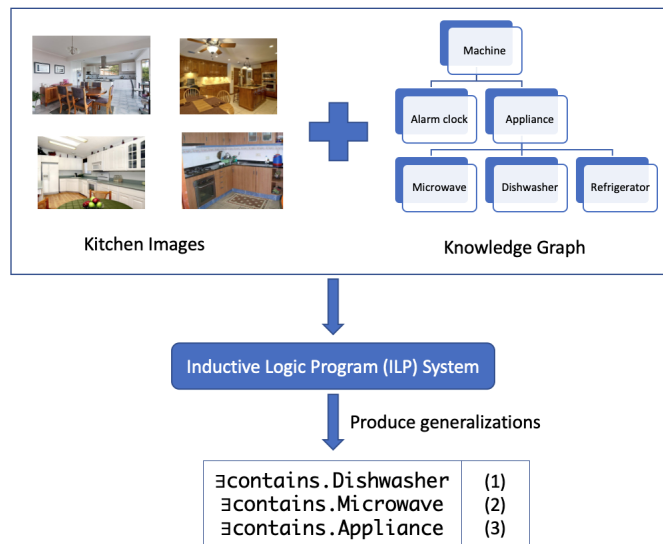 Machine
Alarm clock
Appliance
Microwave
Dishwasher
Refrigerator
Kitchen Images
Knowledge Graph
Inductive Logic Program (ILP) System
Produce generalizations
∃contains.Dishwasher (1)
∃contains.Microwave (2)
∃contains.Appliance (3)